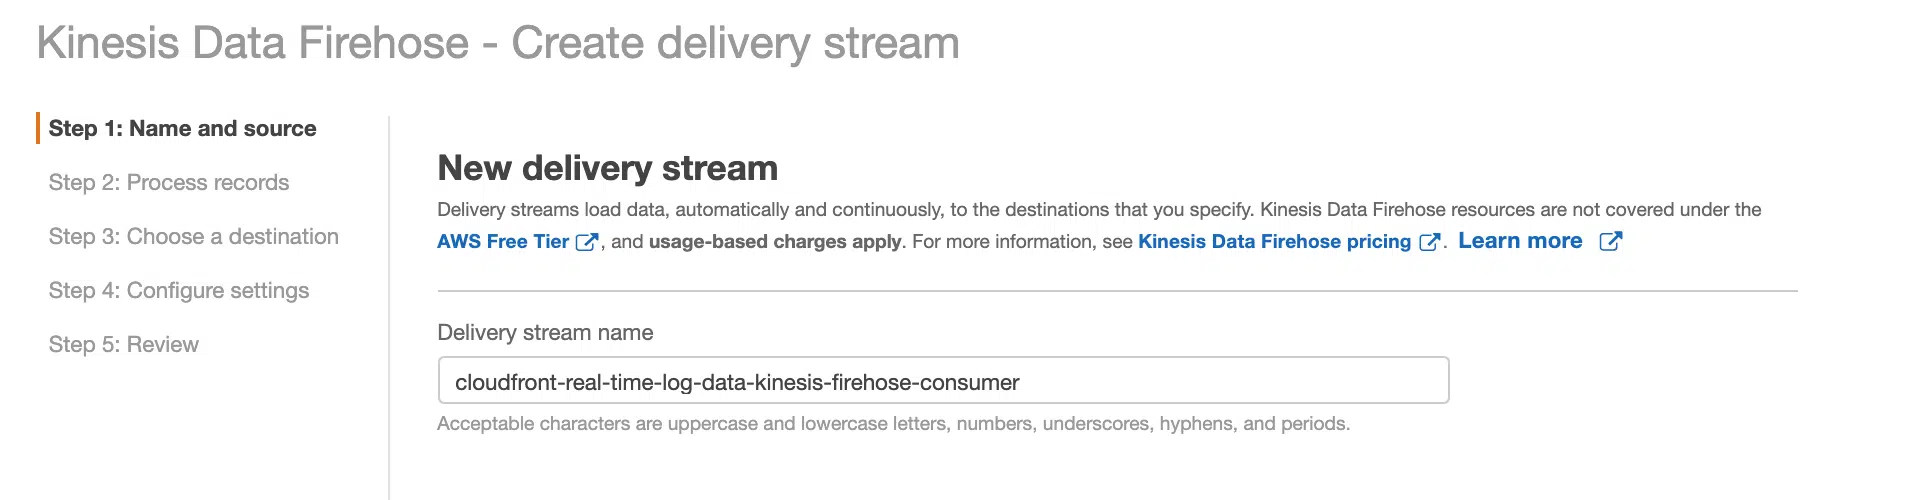 Kinesis Data Firehose - Create delivery stream
Step 1: Name and source
Step 2: Process records
Step 3: Choose a destination
Step 4: Configure settings
Step 5: Review
New delivery stream
Delivery streams load data, automatically and continuously, to the destinations that you specify. Kinesis Data Firehose resources are not covered under the
AWS Free Tier, and usage-based charges apply. For more information, see Kinesis Data Firehose pricing. Learn more
Delivery stream name
cloudfront-real-time-log-data-kinesis-firehose-consumer
Acceptable characters are uppercase and lowercase letters, numbers, underscores, hyphens, and periods.